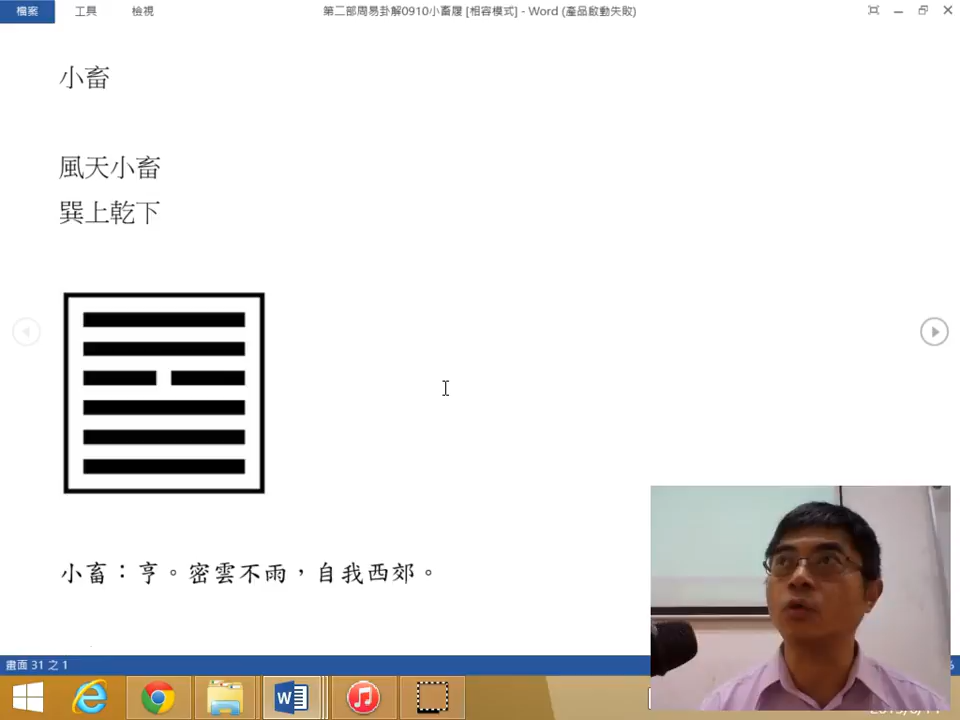 檔案 工具 檢視 第二部周易卦解0910小畜履 [相容模式] - Word (產品啟動失敗)
小畜
風天小畜
巽上乾下
小畜：亨。密雲不雨，自我西郊。
畫面 31 之 1